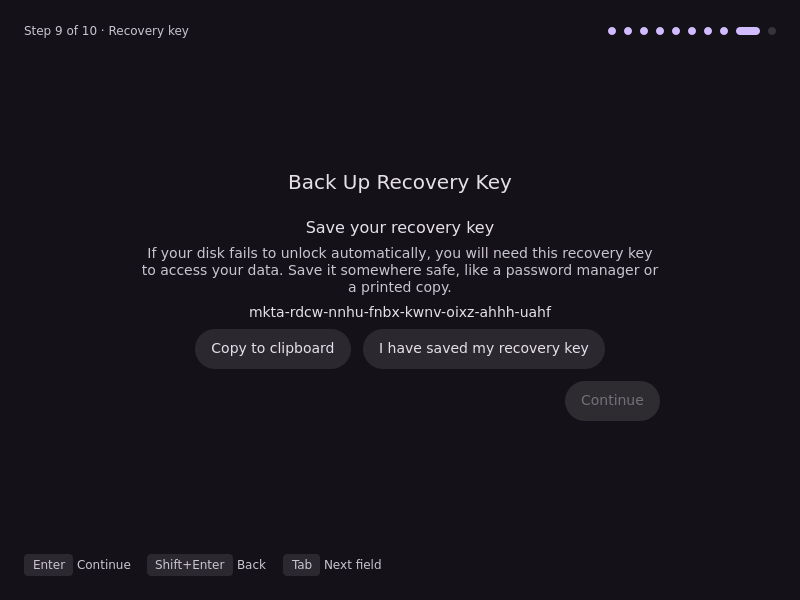 Step 9 of 10 · Recovery key
Back Up Recovery Key
Save your recovery key
If your disk fails to unlock automatically, you will need this recovery key
to access your data. Save it somewhere safe, like a password manager or
a printed copy.
mkta-rdcw-nnhu-fnbx-kwnv-oixz-ahhh-uahf
Copy to clipboard I have saved my recovery key
Continue
Enter Continue Shift+Enter Back Tab Next field